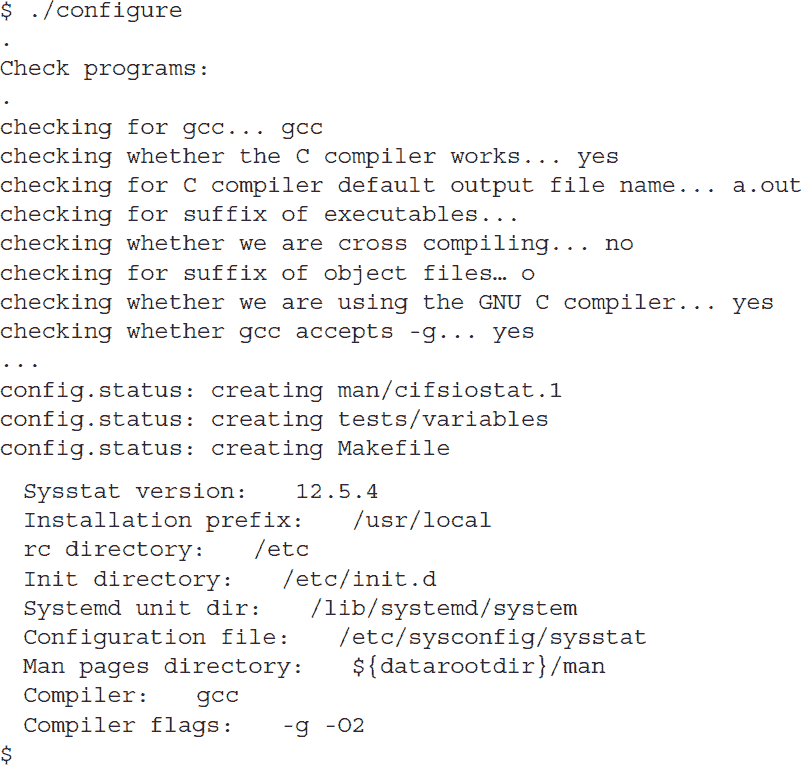 $ ./configure
.
Check programs:
.
checking for gcc... gcc
checking whether the C compiler works... yes
checking for C compiler default output file name... a.out
checking for suffix of executables...
checking whether we are cross compiling... no
checking for suffix of object files… o
checking whether we are using the GNU C compiler... yes
checking whether gcc accepts -g... yes
...
config.status: creating man/cifsiostat.1
config.status: creating tests/variables
config.status: creating Makefile
Sysstat version: 12.5.4
Installation prefix: /usr/local
rc directory: /etc
Init directory: /etc/init.d
Systemd unit dir: /lib/systemd/system
Configuration file: /etc/sysconfig/sysstat
Man pages directory: ${datarootdir}/man
Compiler: gcc
Compiler flags: -g -O2
$